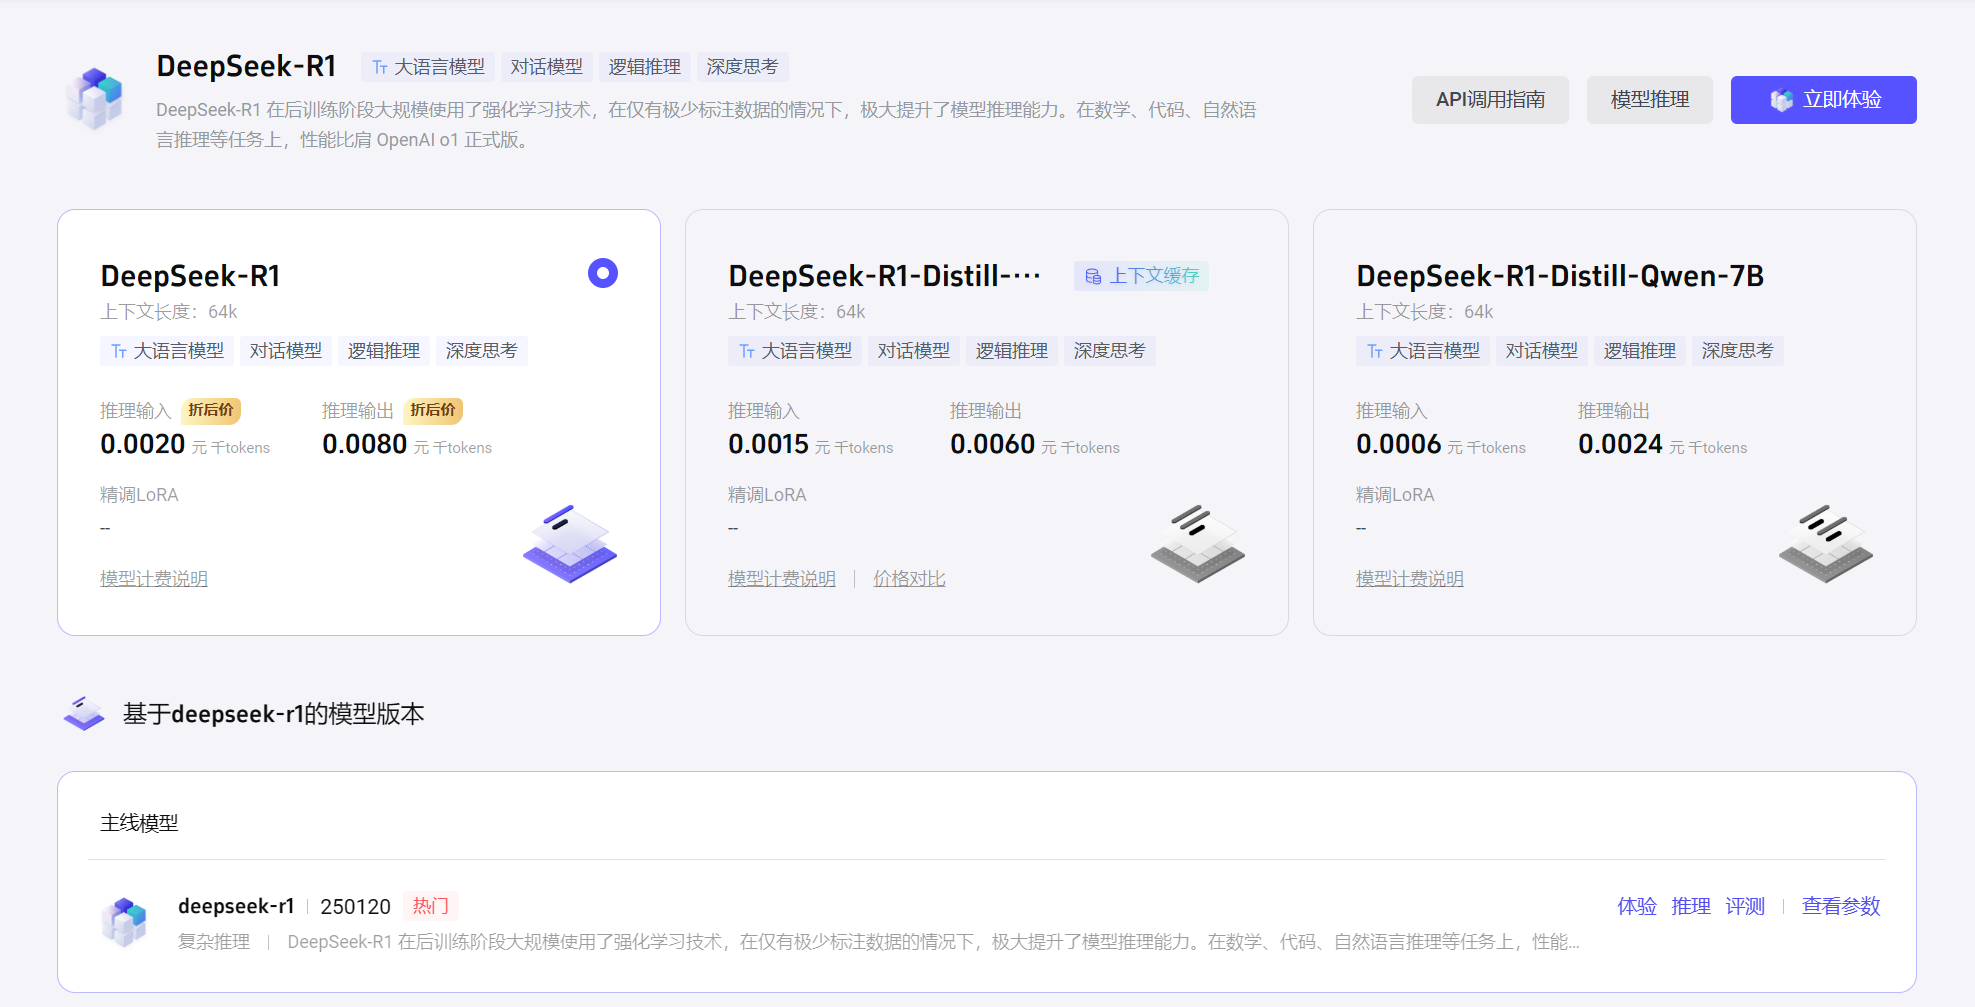 DeepSeek-R1 大语言模型 对话模型 逻辑推理 深度思考
DeepSeek-R1 在后训练阶段大规模使用了强化学习技术，在仅有极少标注数据的情况下，极大提升了模型推理能力。在数学、代码、自然语
言推理等任务上，性能比肩 OpenAI o1 正式版。
API调用指南 模型推理 立即体验
DeepSeek-R1
上下文长度：64k
大语言模型 对话模型 逻辑推理 深度思考
推理输入 折后价 推理输出 折后价
0.0020 元 千tokens 0.0080 元 千tokens
精调LoRA
--
模型计费说明
DeepSeek-R1-Distill-··· 上下文缓存
上下文长度：64k
大语言模型 对话模型 逻辑推理 深度思考
推理输入 推理输出
0.0015 元 千tokens 0.0060 元 千tokens
精调LoRA
--
模型计费说明 | 价格对比
DeepSeek-R1-Distill-Qwen-7B
上下文长度：64k
大语言模型 对话模型 逻辑推理 深度思考
推理输入 推理输出
0.0006 元 千tokens 0.0024 元 千tokens
精调LoRA
--
模型计费说明
基于deepseek-r1的模型版本
主线模型
deepseek-r1 | 250120 热门
体验 推理 评测 | 查看参数
复杂推理 | DeepSeek-R1 在后训练阶段大规模使用了强化学习技术，在仅有极少标注数据的情况下，极大提升了模型推理能力。在数学、代码、自然语言推理等任务上，性能...